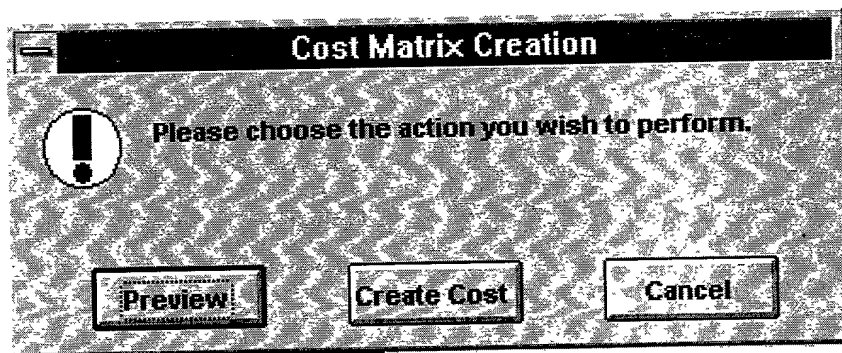 Cost Matrix Creation
Please choose the action you wish to perform.
Preview
Create Cost
Cancel